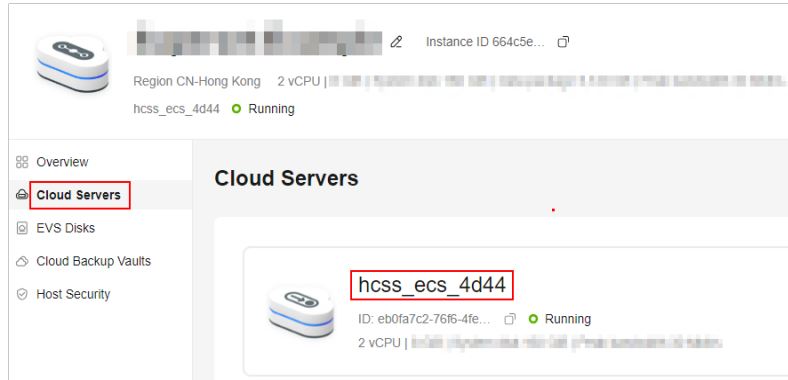 Instance ID 664c5e...
Region CN-Hong Kong 2 vCPU |
hcss_ecs_4d44 Running
Overview
Cloud Servers
EVS Disks
Cloud Backup Vaults
Host Security
Cloud Servers
hcss_ecs_4d44
ID: eb0fa7c2-76f6-4fe... Running
2 vCPU |